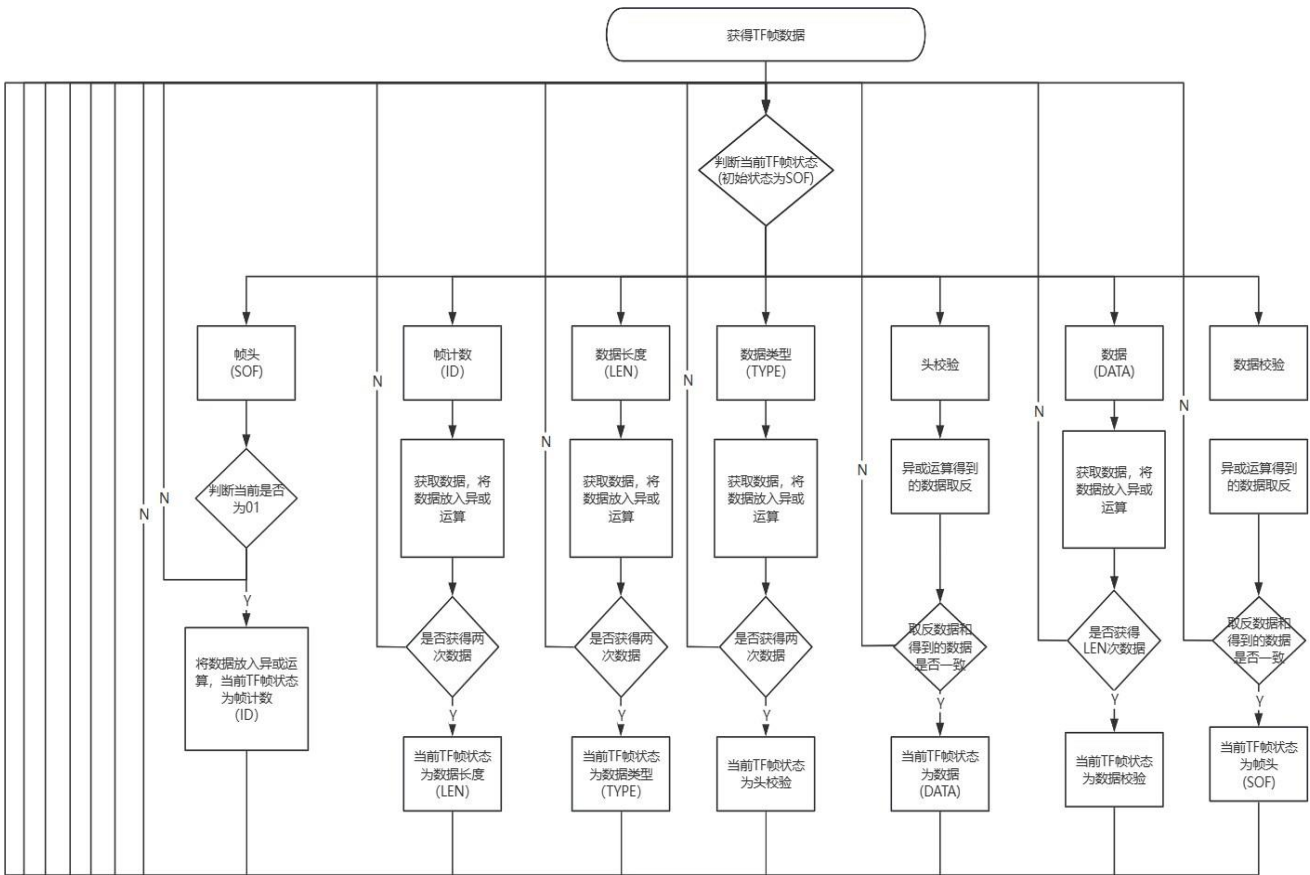 获得TF帧数据
判断当前TF帧状态
(初始状态为SOF)
帧头
(SOF)
帧计数
(ID)
数据长度
(LEN)
数据类型
(TYPE)
头校验
数据
(DATA)
数据校验
N
N
N
N
N
N
N
N
判断当前是否
为01
获取数据，将
数据放入异或
运算
获取数据，将
数据放入异或
运算
获取数据，将
数据放入异或
运算
异或运算得到
的数据取反
获取数据，将
数据放入异或
运算
异或运算得到
的数据取反
Y
将数据放入异或运
算，当前TF帧状态
为帧计数
(ID)
是否获得两
次数据
是否获得两
次数据
是否获得两
次数据
取反数据和
得到的数据
是否一致
是否获得
LEN次数据
取反数据和
得到的数据
是否一致
Y
Y
Y
Y
Y
Y
当前TF帧状态
为数据长度
(LEN)
当前TF帧状态
为数据类型
(TYPE)
当前TF帧状态
为头校验
当前TF帧状态
为数据
(DATA)
当前TF帧状态
为数据校验
当前TF帧状态
为帧头
(SOF)